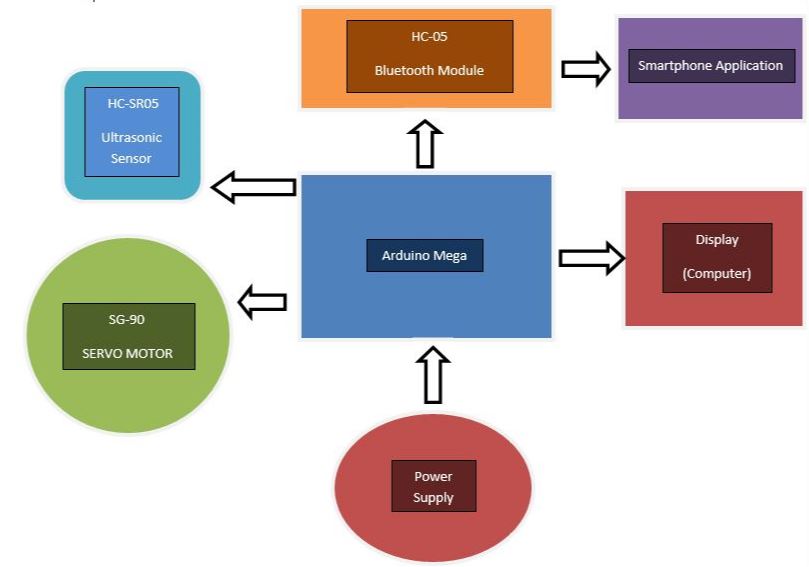 HC-05
Bluetooth Module
Smartphone Application
HC-SR05
Ultrasonic
Sensor
Arduino Mega
Display
(Computer)
SG-90
SERVO MOTOR
Power
Supply